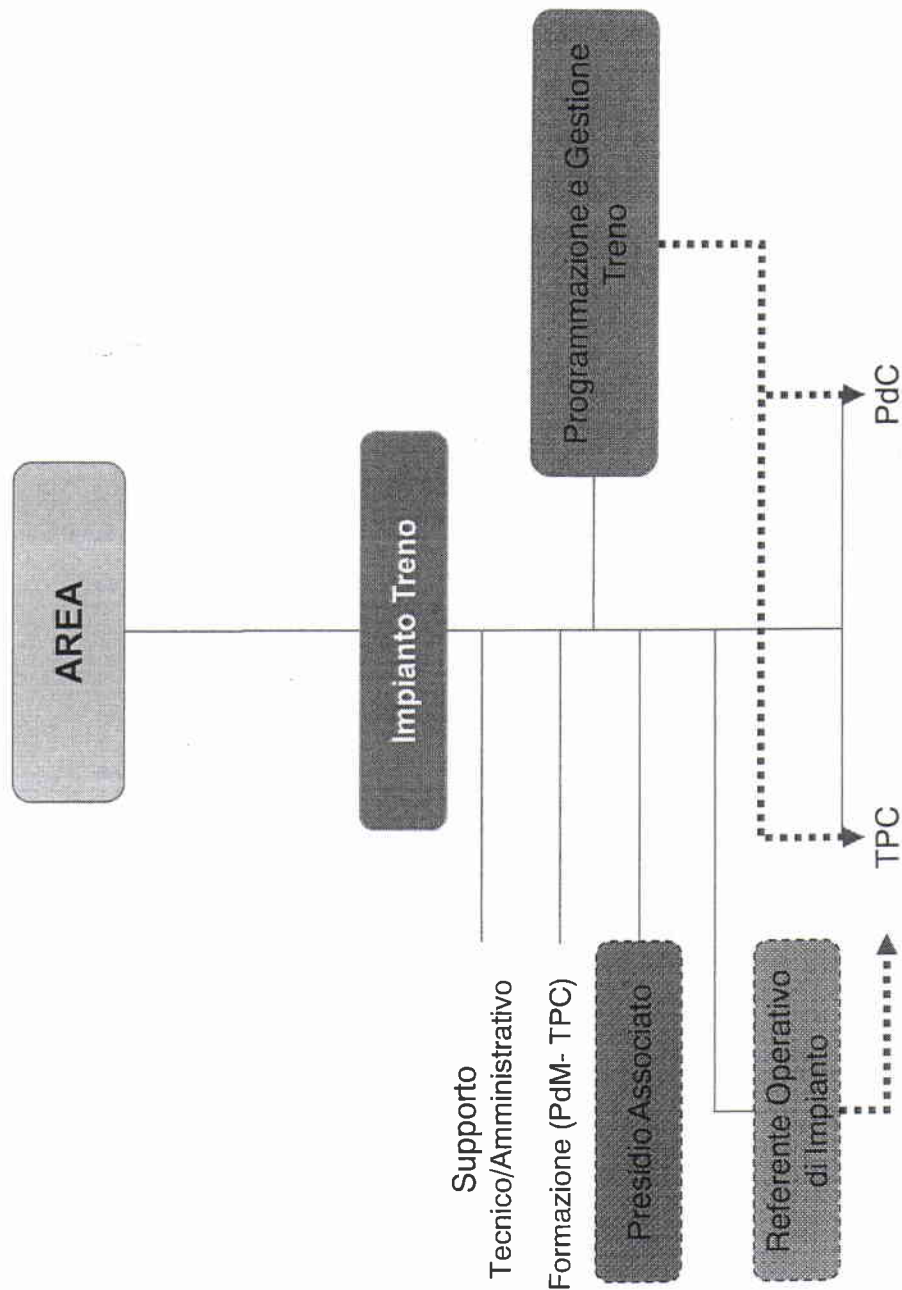 AREA
Impianto Treno
Supporto
Tecnico/Amministrativo
Formazione (PdM- TPC)
Programmazione e Gestione
Treno
Presidio Associato
Referente Operativo
di Impianto
TPC
PdC